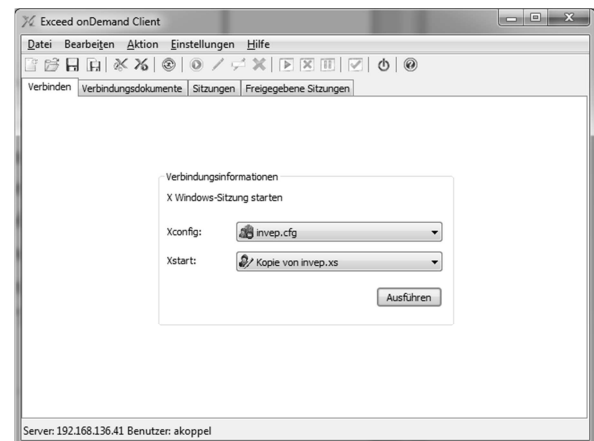 Exceed onDemand Client
Datei Bearbeiten Aktion Einstellungen Hilfe
Verbinden Verbindungsdokumente Sitzungen Freigegebene Sitzungen
Verbindungsinformationen
X Windows-Sitzung starten
Xconfig: invep.cfg
Xstart: Kopie von invep.xs
Ausführen
Server: 192.168.136.41 Benutzer: akoppel